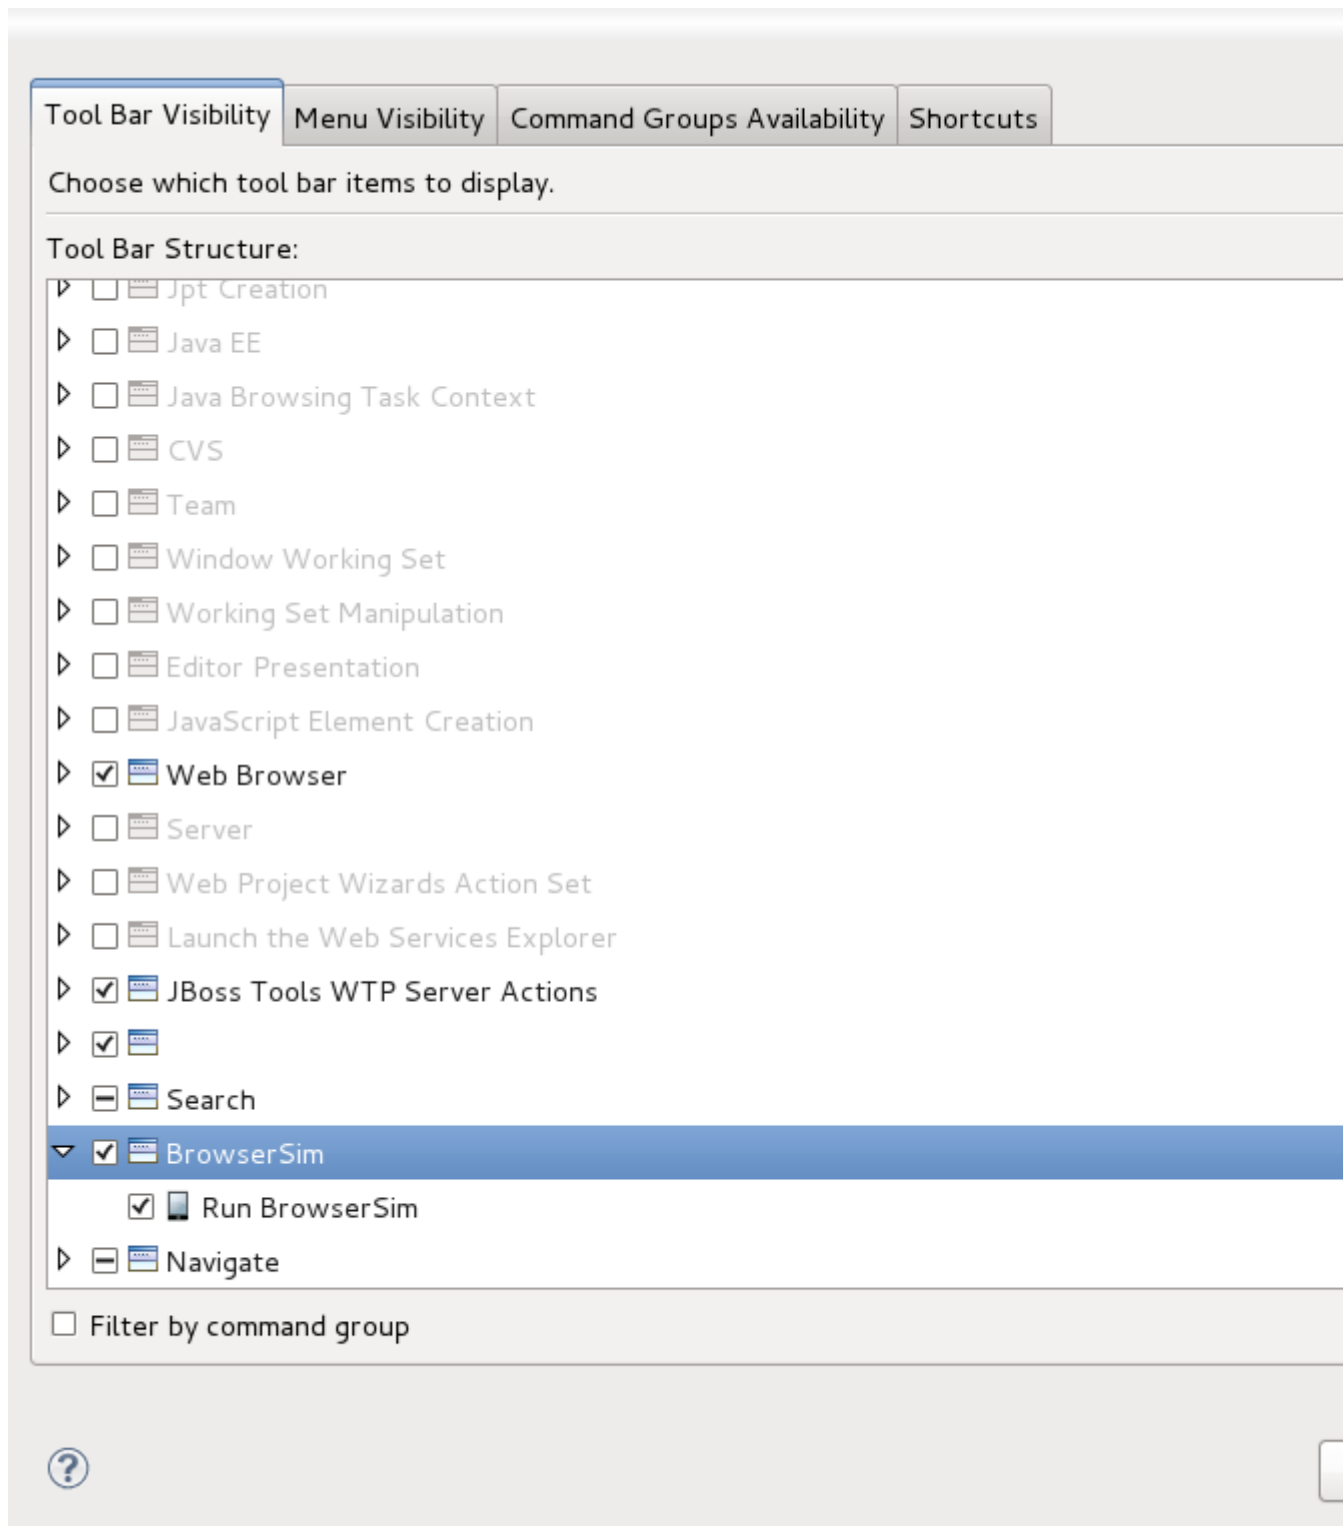 Tool Bar Visibility Menu Visibility Command Groups Availability Shortcuts
Choose which tool bar items to display.
Tool Bar Structure:
Jpt Creation
Java EE
Java Browsing Task Context
CVS
Team
Window Working Set
Working Set Manipulation
Editor Presentation
JavaScript Element Creation
Web Browser
Server
Web Project Wizards Action Set
Launch the Web Services Explorer
JBoss Tools WTP Server Actions
Search
BrowserSim
Run BrowserSim
Navigate
Filter by command group
?